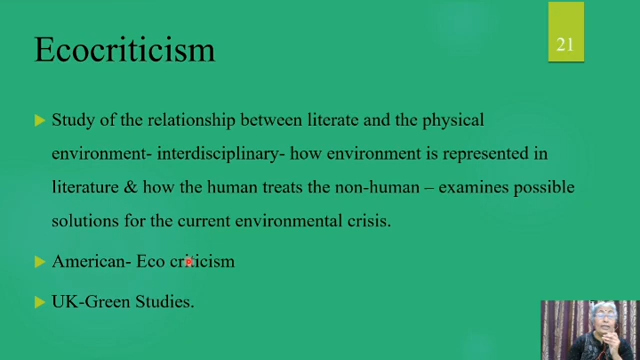 Ecocriticism
21
Study of the relationship between literate and the physical
environment- interdisciplinary- how environment is represented in
literature & how the human treats the non-human – examines possible
solutions for the current environmental crisis.
American- Eco criticism
UK-Green Studies.